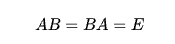 AB = BA = E